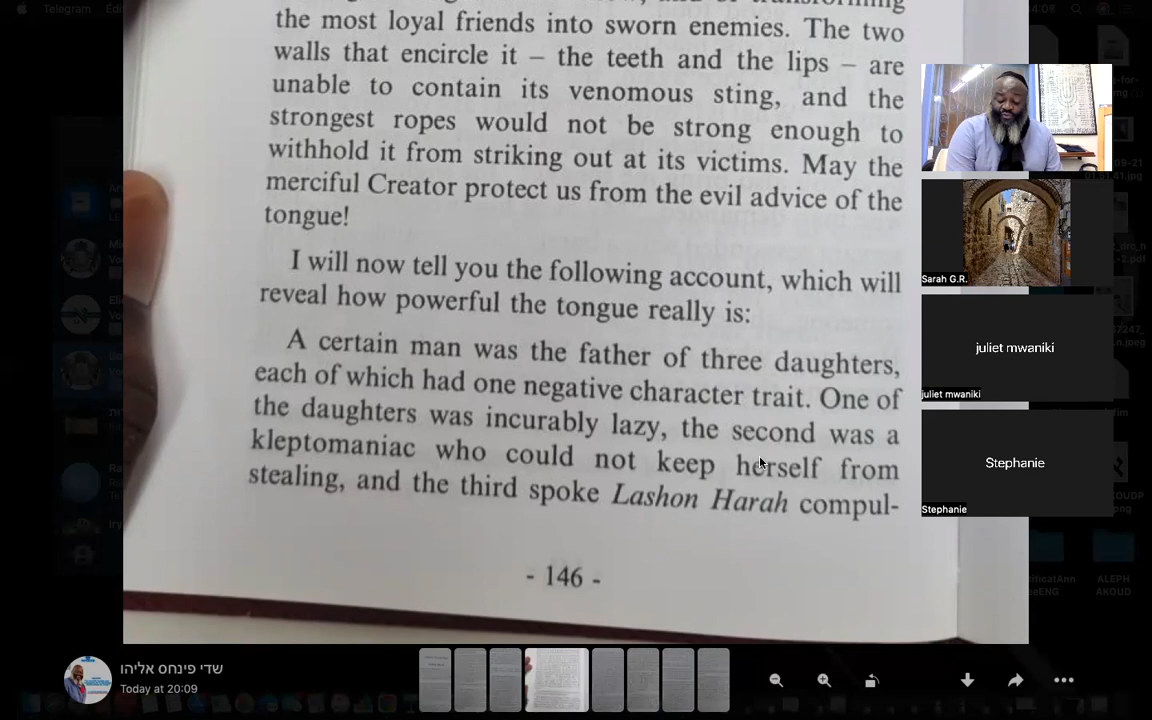 Telegram
the most loyal friends into sworn enemies. The two
walls that encircle it – the teeth and the lips – are
unable to contain its venomous sting, and the
strongest ropes would not be strong enough to
withhold it from striking out at its victims. May the
merciful Creator protect us from the evil advice of the
tongue!
I will now tell you the following account, which will
reveal how powerful the tongue really is:
A certain man was the father of three daughters,
each of which had one negative character trait. One of
the daughters was incurably lazy, the second was a
kleptomaniac who could not keep herself from
stealing, and the third spoke Lashon Harah compul-
- 146 -
Sarah G.R.
juliet mwaniki
juliet mwaniki
Stephanie
Stephanie
ALEPH
AKOUD
שדי פינחס אליהו
Today at 20:09